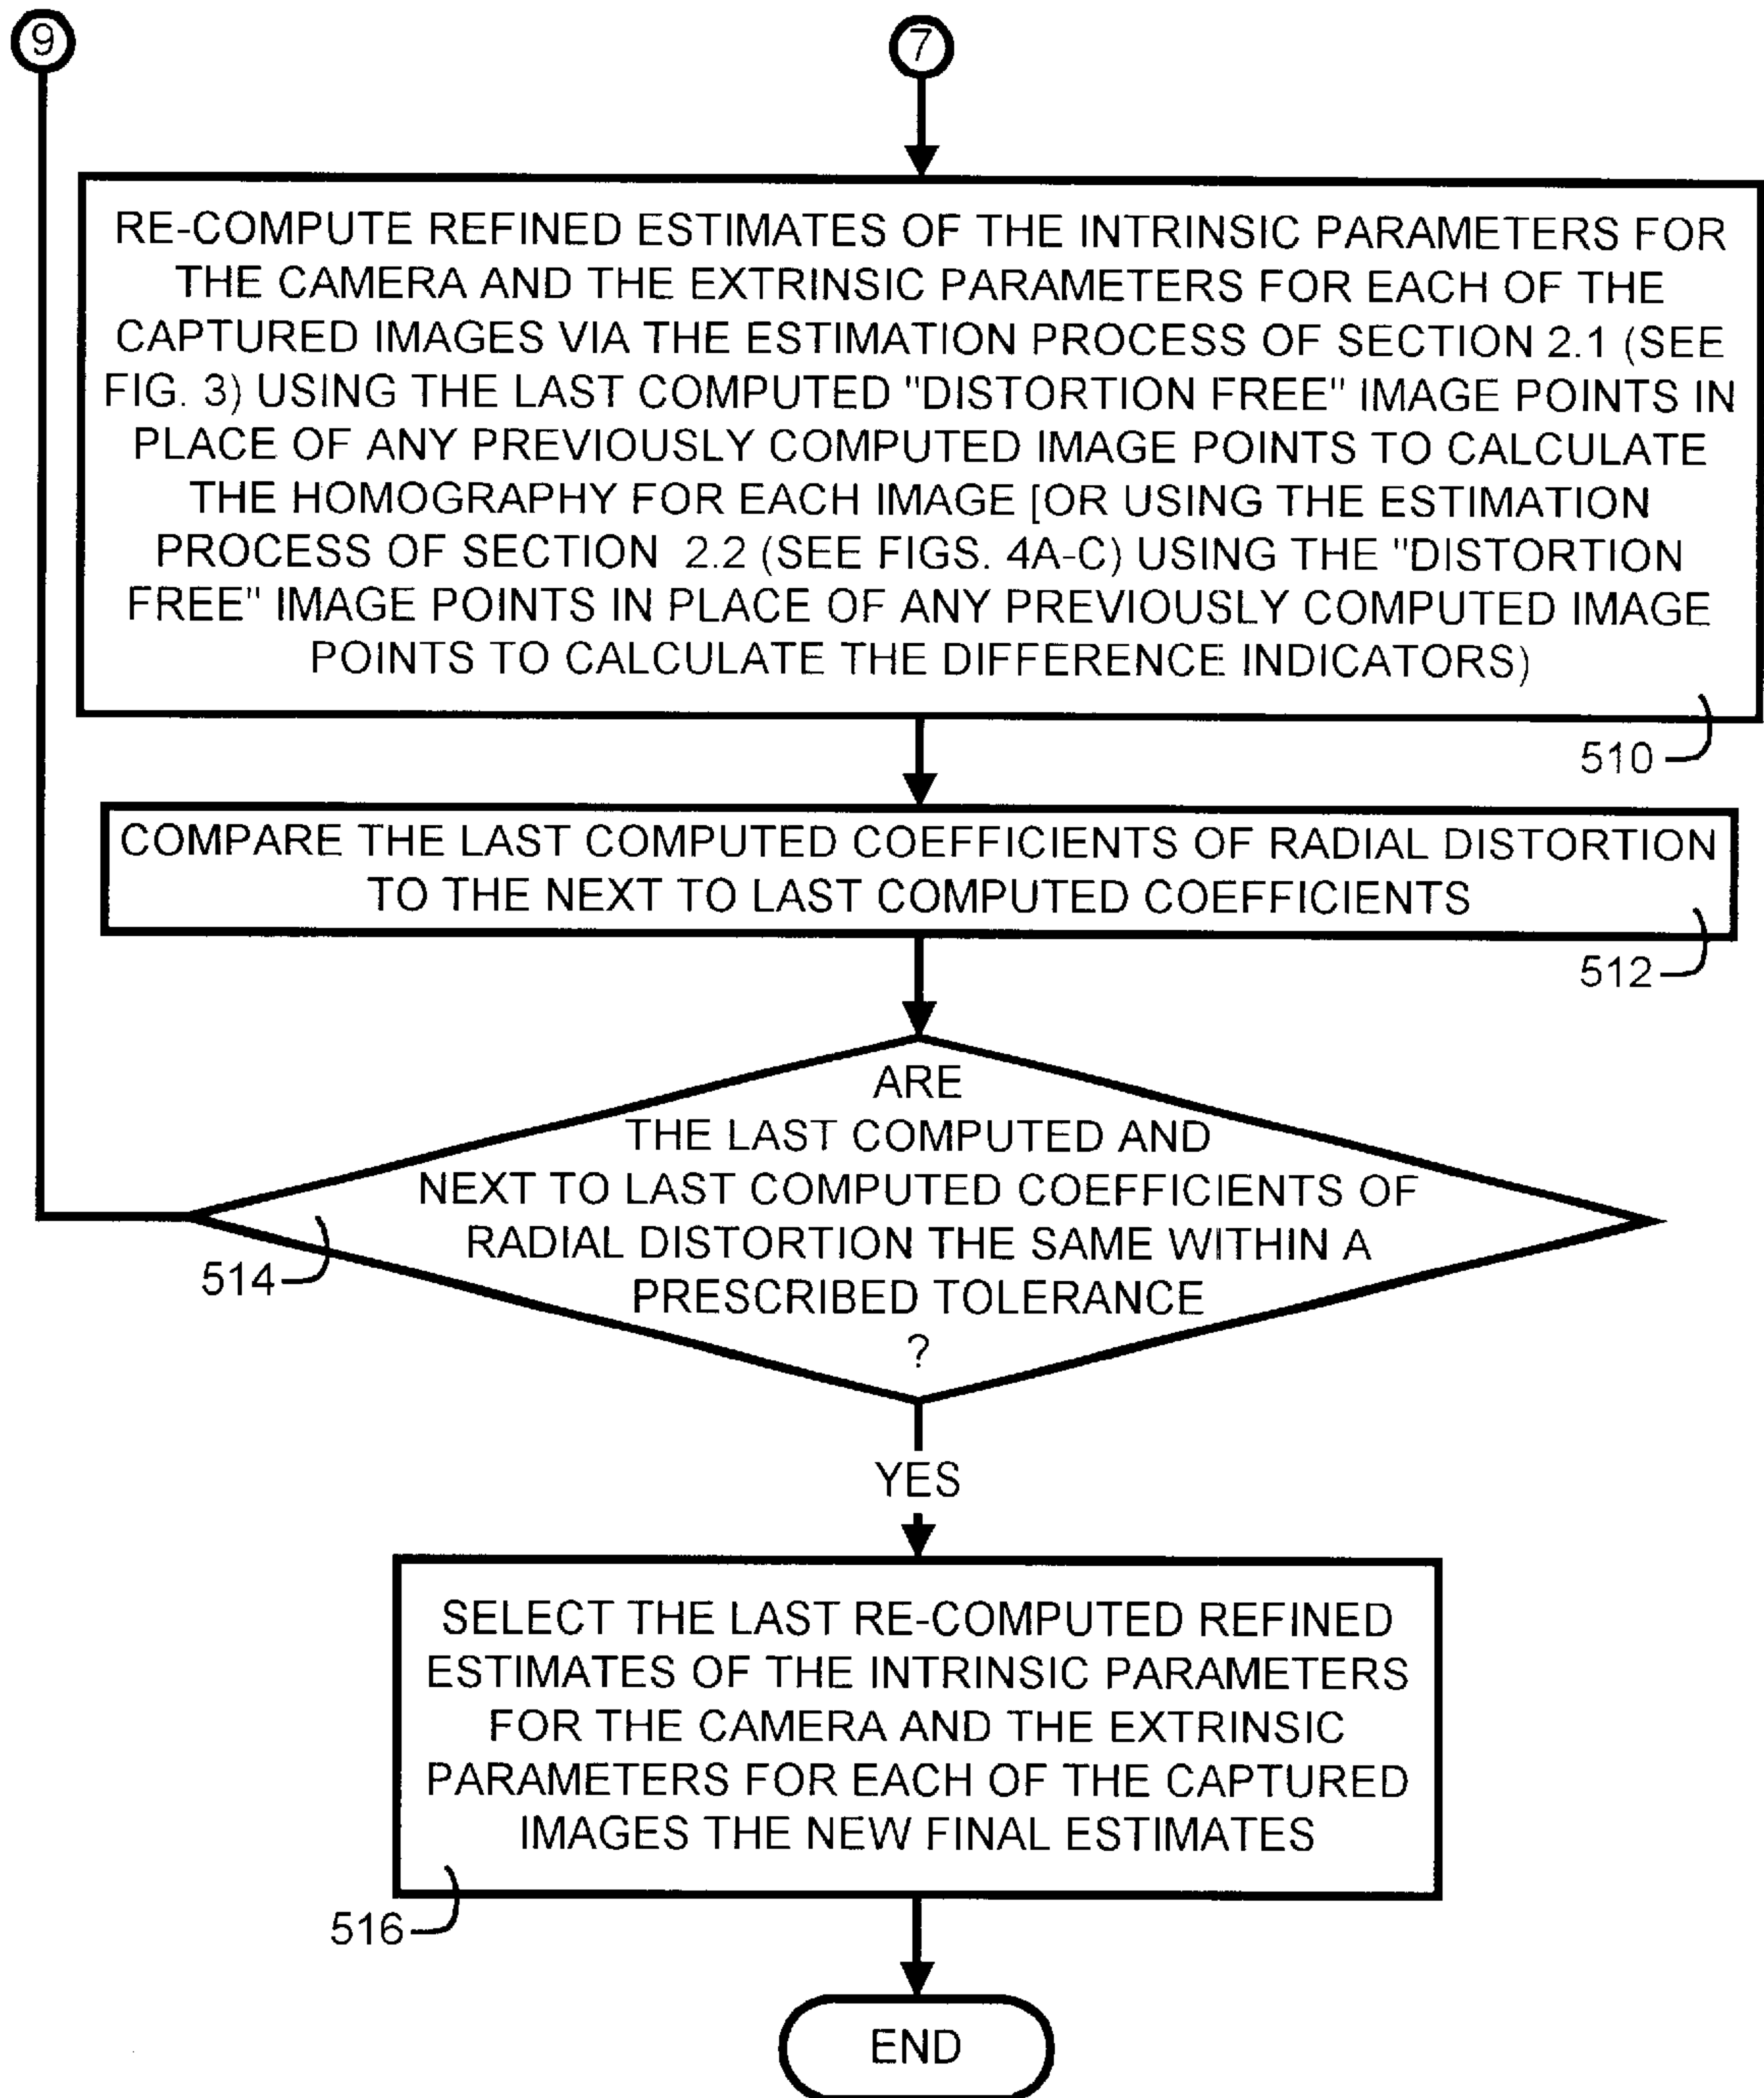 9
7
RE-COMPUTE REFINED ESTIMATES OF THE INTRINSIC PARAMETERS FOR
THE CAMERA AND THE EXTRINSIC PARAMETERS FOR EACH OF THE
CAPTURED IMAGES VIA THE ESTIMATION PROCESS OF SECTION 2.1 (SEE
FIG. 3) USING THE LAST COMPUTED "DISTORTION FREE" IMAGE POINTS IN
PLACE OF ANY PREVIOUSLY COMPUTED IMAGE POINTS TO CALCULATE
THE HOMOGRAPHY FOR EACH IMAGE [OR USING THE ESTIMATION
PROCESS OF SECTION 2.2 (SEE FIGS. 4A-C) USING THE "DISTORTION
FREE" IMAGE POINTS IN PLACE OF ANY PREVIOUSLY COMPUTED IMAGE
POINTS TO CALCULATE THE DIFFERENCE INDICATORS)
510
COMPARE THE LAST COMPUTED COEFFICIENTS OF RADIAL DISTORTION
TO THE NEXT TO LAST COMPUTED COEFFICIENTS
512
ARE
THE LAST COMPUTED AND
NEXT TO LAST COMPUTED COEFFICIENTS OF
RADIAL DISTORTION THE SAME WITHIN A
PRESCRIBED TOLERANCE
?
514
YES
SELECT THE LAST RE-COMPUTED REFINED
ESTIMATES OF THE INTRINSIC PARAMETERS
FOR THE CAMERA AND THE EXTRINSIC
PARAMETERS FOR EACH OF THE CAPTURED
IMAGES THE NEW FINAL ESTIMATES
516
END